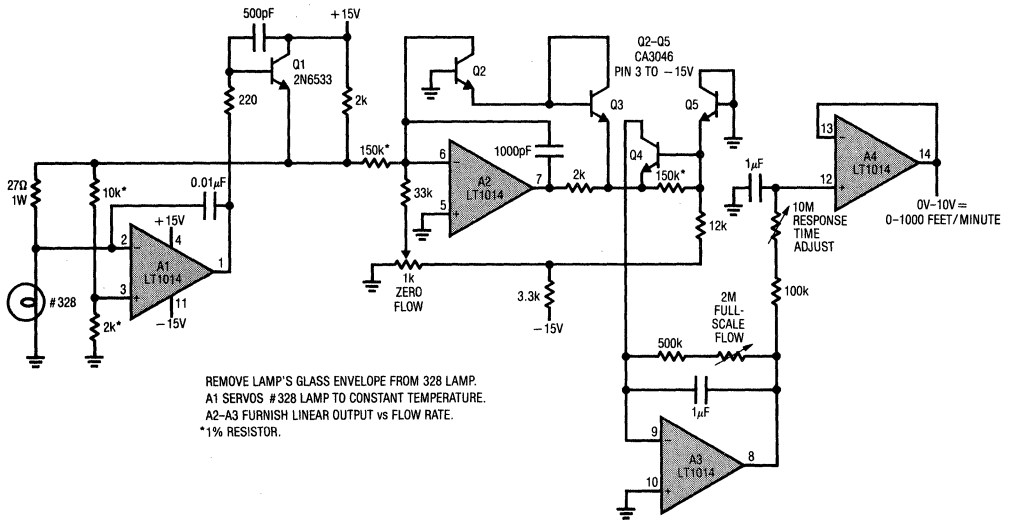 500pF
+15V
Q1
2N6533
220
2k
Q2
Q2–Q5
CA3046
PIN 3 TO −15V
Q3
Q5
Q4
27Ω
1W
10k*
0.01μF
150k*
33k
6
−
5
+
A2
LT1014
7
1000pF
2k
150k*
12k
1μF
13
−
12
+
A4
LT1014
14
0V–10V =
0–1000 FEET/MINUTE
10M
RESPONSE
TIME
ADJUST
+15V
4
2
−
3
+
A1
LT1014
1
11
−15V
#328
2k*
1k
ZERO
FLOW
3.3k
−15V
100k
2M
FULL-
SCALE
FLOW
500k
1μF
9
−
10
+
A3
LT1014
8
REMOVE LAMP'S GLASS ENVELOPE FROM 328 LAMP.
A1 SERVOS #328 LAMP TO CONSTANT TEMPERATURE.
A2–A3 FURNISH LINEAR OUTPUT vs FLOW RATE.
*1% RESISTOR.